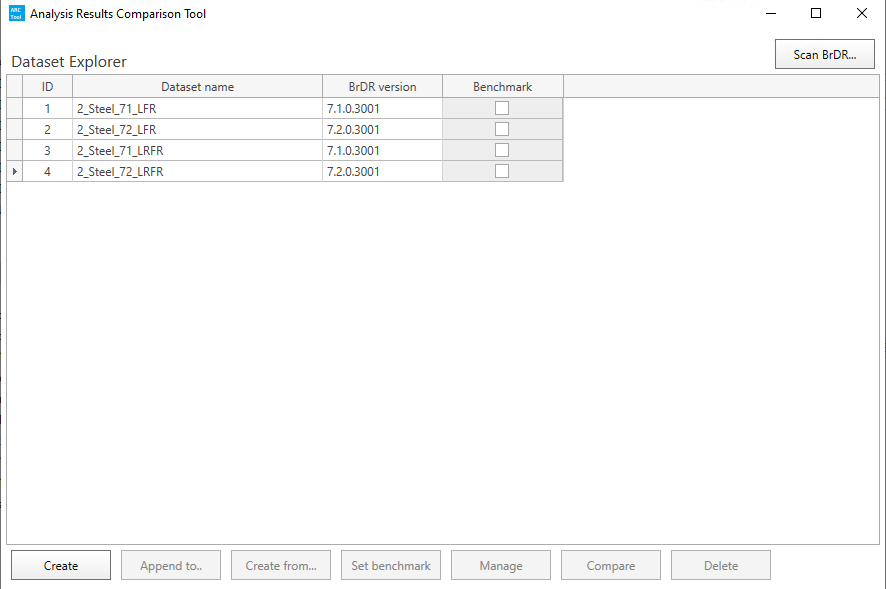 ARC Tool
Analysis Results Comparison Tool
Scan BrDR...
Dataset Explorer
ID Dataset name BrDR version Benchmark
1 2_Steel_71_LFR 7.1.0.3001
2 2_Steel_72_LFR 7.2.0.3001
3 2_Steel_71_LRFR 7.1.0.3001
4 2_Steel_72_LRFR 7.2.0.3001
Create Append to.. Create from... Set benchmark Manage Compare Delete